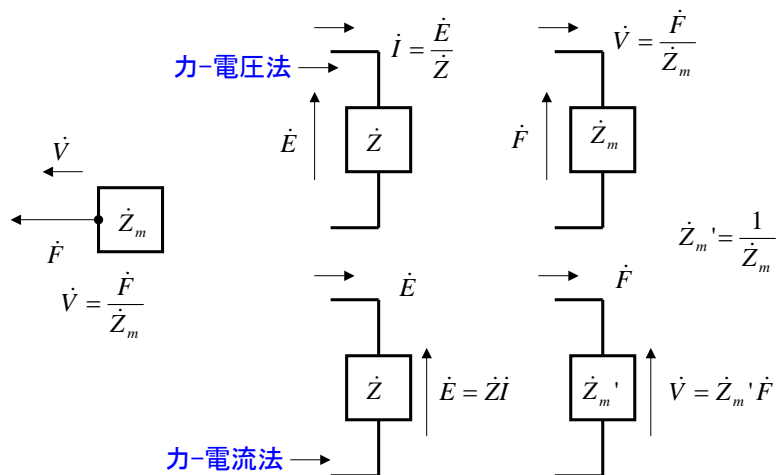 İ = Ė/Ż
力-電圧法
Ė
Ż
V̇ = Ḟ/Ż_m
Ḟ
Ż_m
V̇
Ż_m
Ḟ
V̇ = Ḟ/Ż_m
Ż_m' = 1/Ż_m
Ė
Ż
Ė = Żİ
力-電流法
Ḟ
Ż_m'
V̇ = Ż_m'Ḟ